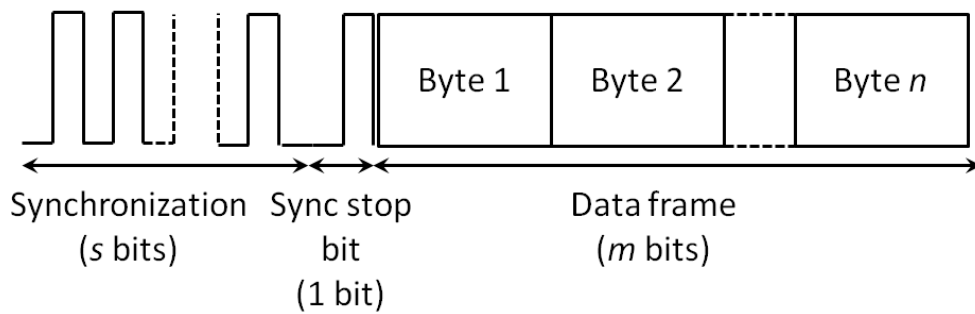 Byte 1
Byte 2
Byte n
Synchronization
(s bits)
Sync stop
bit
(1 bit)
Data frame
(m bits)